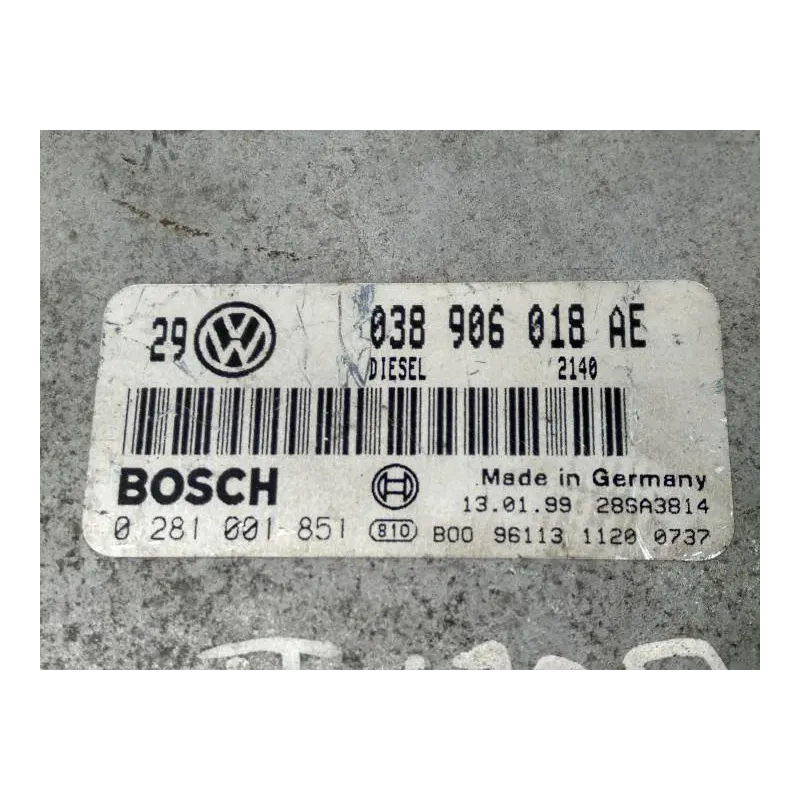 29 VW 038 906 018 AE
DIESEL 2140
BOSCH Made in Germany
13.01.99 28SA3814
0 281 001 851 810 B00 96113 1120 0737